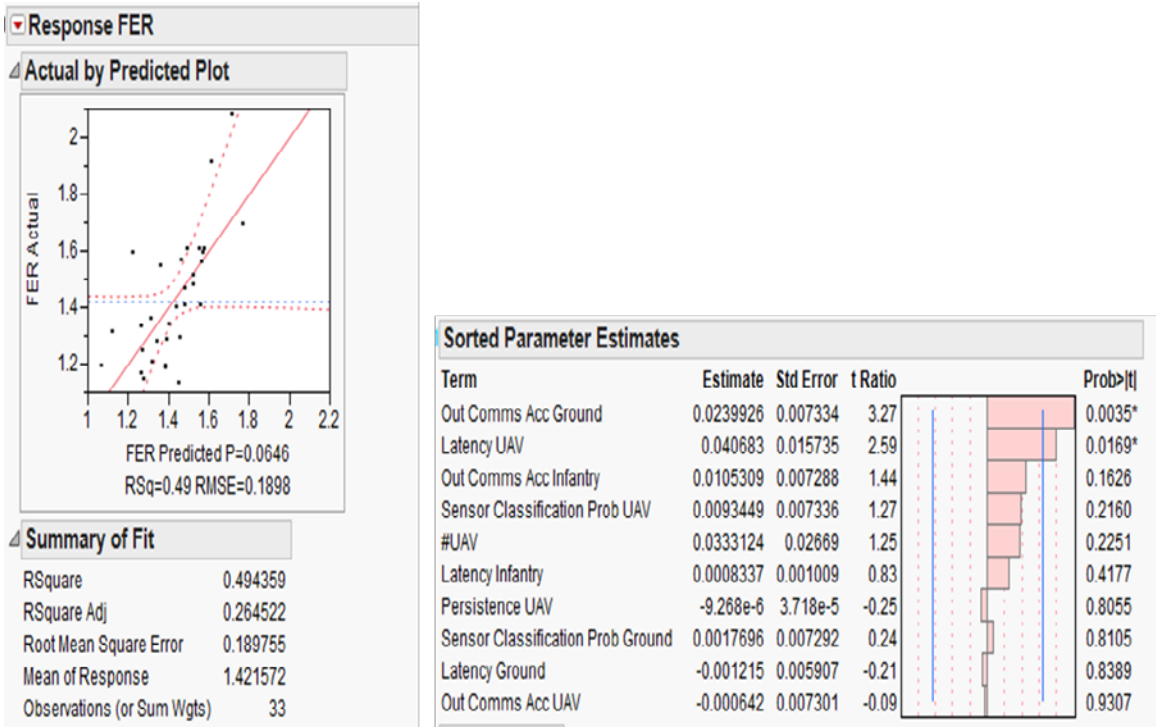 Response FER
Actual by Predicted Plot
2
1.8
1.6
1.4
1.2
FER Actual
1 1.2 1.4 1.6 1.8 2 2.2
FER Predicted P=0.0646
RSq=0.49 RMSE=0.1898
Summary of Fit
RSquare 0.494359
RSquare Adj 0.264522
Root Mean Square Error 0.189755
Mean of Response 1.421572
Observations (or Sum Wgts) 33
Sorted Parameter Estimates
Term Estimate Std Error t Ratio Prob>|t|
Out Comms Acc Ground 0.0239926 0.007334 3.27 0.0035*
Latency UAV 0.040683 0.015735 2.59 0.0169*
Out Comms Acc Infantry 0.0105309 0.007288 1.44 0.1626
Sensor Classification Prob UAV 0.0093449 0.007336 1.27 0.2160
#UAV 0.0333124 0.02669 1.25 0.2251
Latency Infantry 0.0008337 0.001009 0.83 0.4177
Persistence UAV -9.268e-6 3.718e-5 -0.25 0.8055
Sensor Classification Prob Ground 0.0017696 0.007292 0.24 0.8105
Latency Ground -0.001215 0.005907 -0.21 0.8389
Out Comms Acc UAV -0.000642 0.007301 -0.09 0.9307